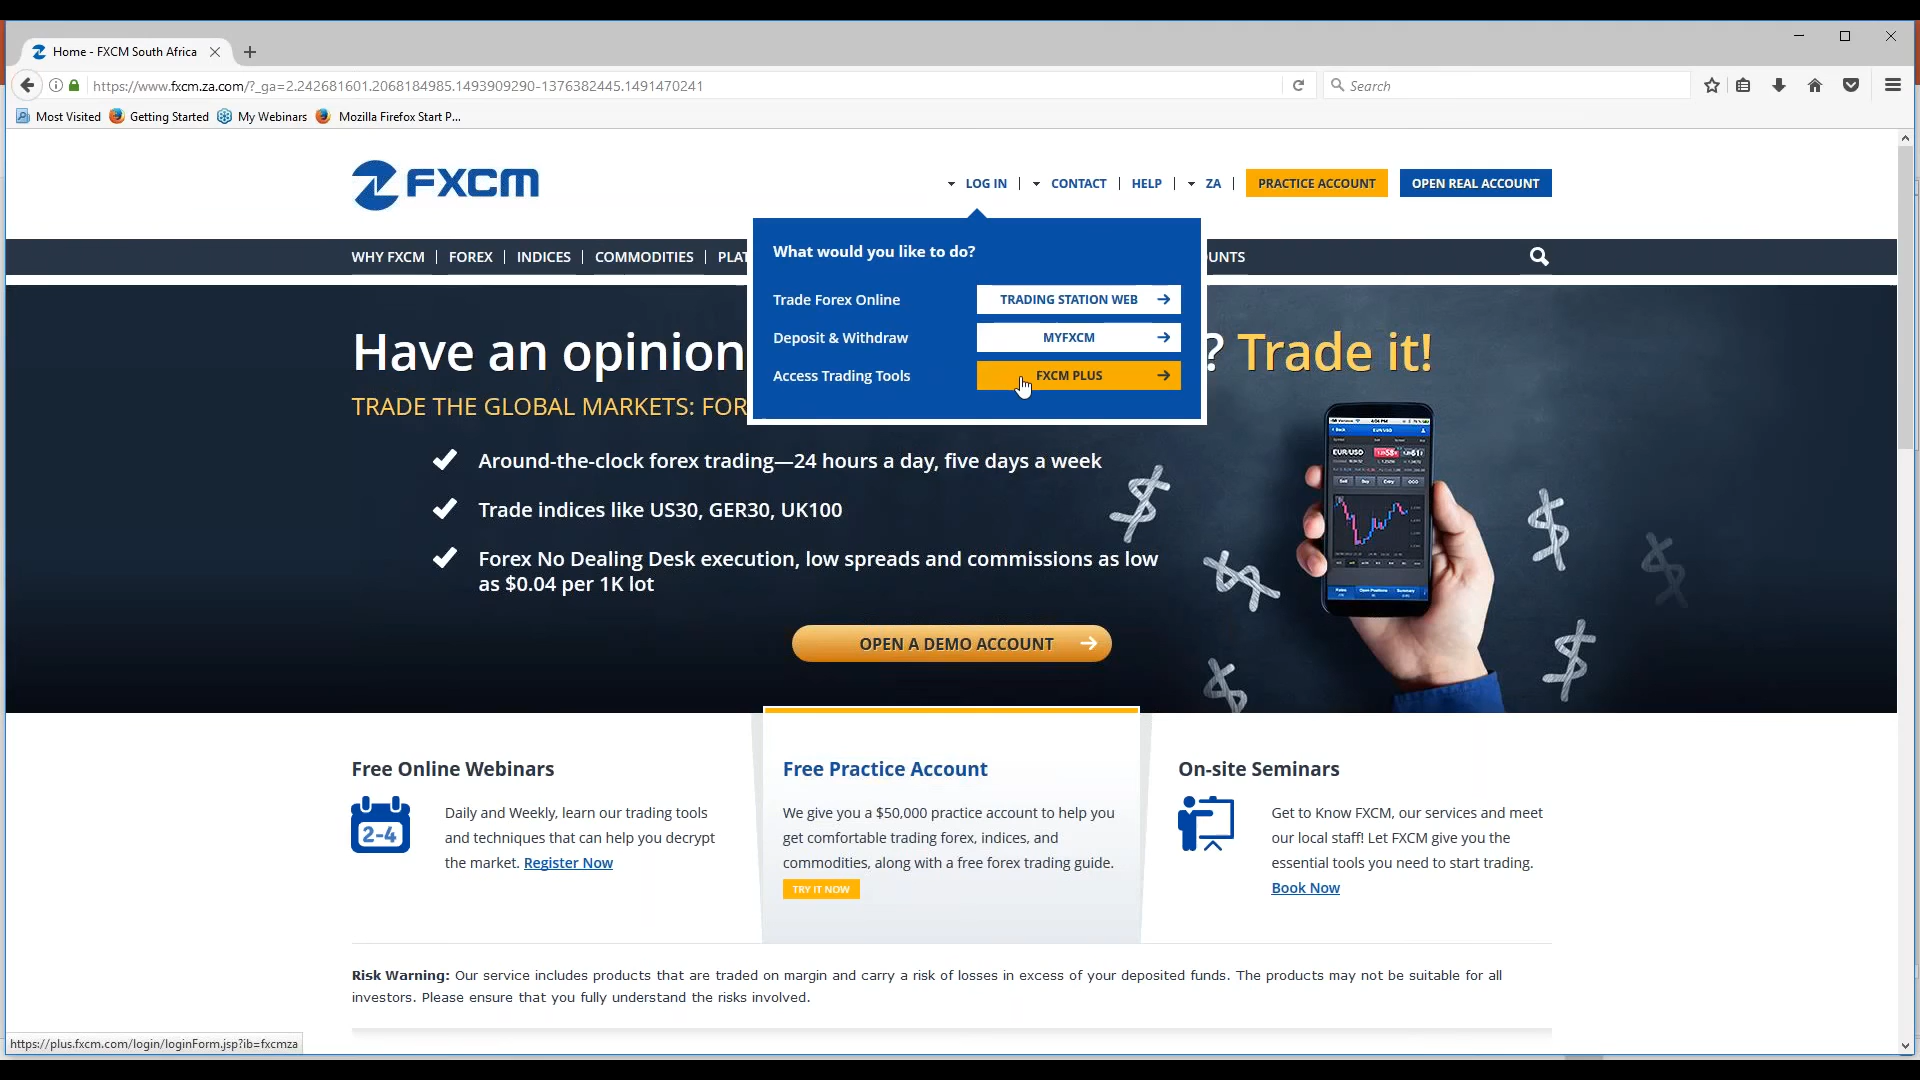 Home - FXCM South Africa
https://www.fxcm.za.com/?_ga=2.242681601.2068184985.1493909290-1376382445.1491470241
Search
Most Visited
Getting Started
My Webinars
Mozilla Firefox Start P...
FXCM
LOG IN
CONTACT
HELP
ZA
PRACTICE ACCOUNT
OPEN REAL ACCOUNT
WHY FXCM
FOREX
INDICES
COMMODITIES
PLAT
UNTS
What would you like to do?
Trade Forex Online
TRADING STATION WEB
Deposit & Withdraw
MYFXCM
Access Trading Tools
FXCM PLUS
Have an opinion
? Trade it!
TRADE THE GLOBAL MARKETS: FOR
Around-the-clock forex trading—24 hours a day, five days a week
Trade indices like US30, GER30, UK100
Forex No Dealing Desk execution, low spreads and commissions as low
as $0.04 per 1K lot
EUR/USD
OPEN A DEMO ACCOUNT
Free Online Webinars
2-4
Daily and Weekly, learn our trading tools
and techniques that can help you decrypt
the market. Register Now
Free Practice Account
We give you a $50,000 practice account to help you
get comfortable trading forex, indices, and
commodities, along with a free forex trading guide.
TRY IT NOW
On-site Seminars
Get to Know FXCM, our services and meet
our local staff! Let FXCM give you the
essential tools you need to start trading.
Book Now
Risk Warning: Our service includes products that are traded on margin and carry a risk of losses in excess of your deposited funds. The products may not be suitable for all
investors. Please ensure that you fully understand the risks involved.
https://plus.fxcm.com/login/loginForm.jsp?ib=fxcmza